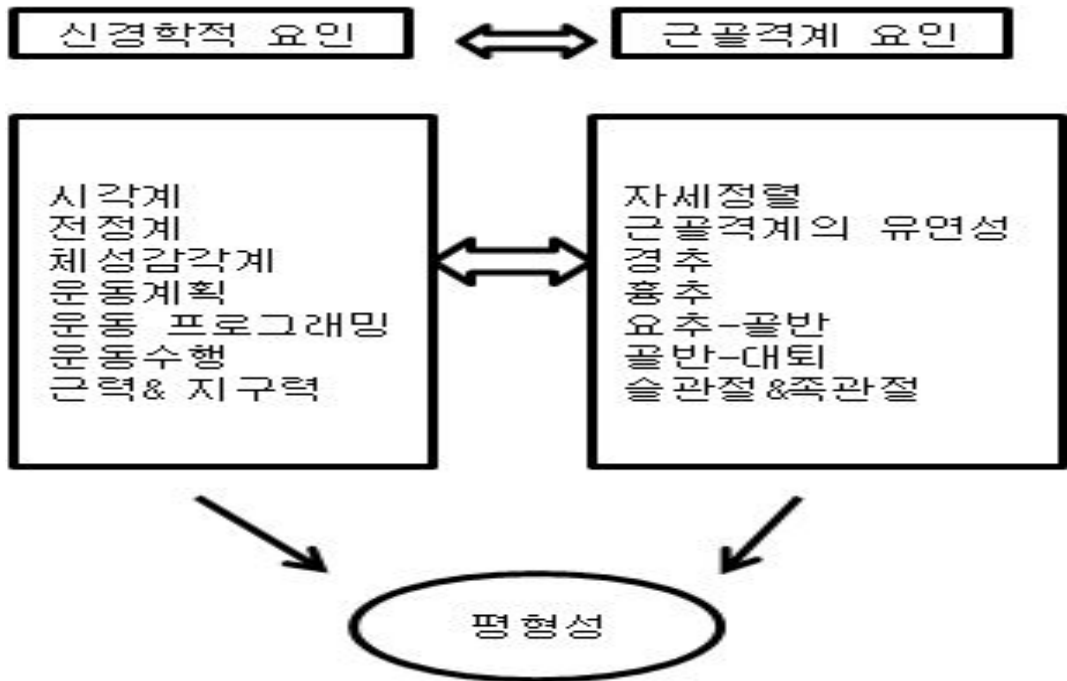 신경학적 요인
근골격계 요인
시각계
전정계
체성감각계
운동계획
운동 프로그래밍
운동수행
근력& 지구력
자세정렬
근골격계의 유연성
경추
흉추
요추-골반
골반-대퇴
슬관절&족관절
평형성